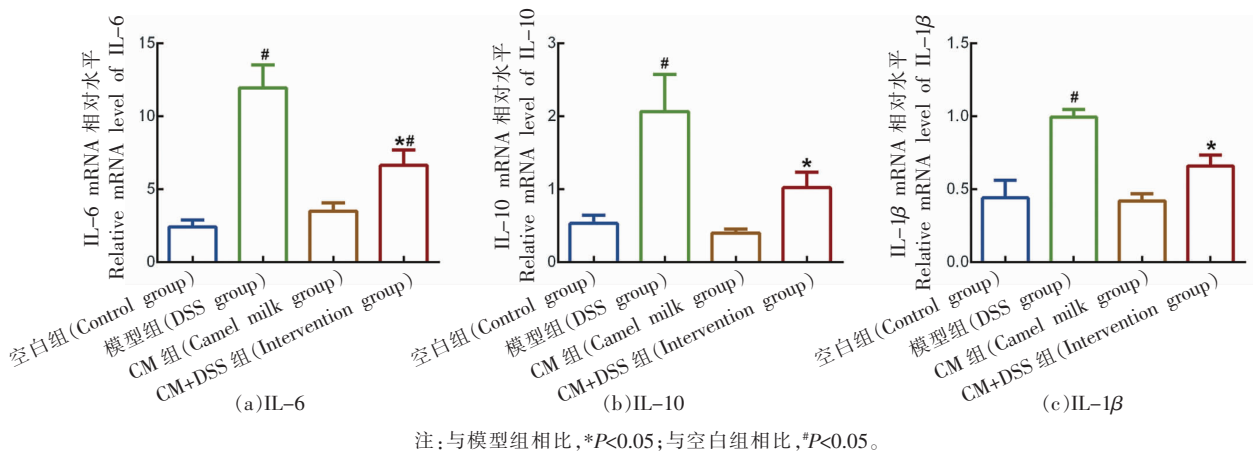 IL-6 mRNA 相对水平
Relative mRNA level of IL-6
15
10
5
0
#
*#
空白组(Control group)
模型组(DSS group)
CM 组(Camel milk group)
CM+DSS 组(Intervention group)
(a)IL-6
IL-10 mRNA 相对水平
Relative mRNA level of IL-10
3
2
1
0
#
*
空白组(Control group)
模型组(DSS group)
CM 组(Camel milk group)
CM+DSS 组(Intervention group)
(b)IL-10
IL-1β mRNA 相对水平
Relative mRNA level of IL-1β
1.5
1.0
0.5
0.0
#
*
空白组(Control group)
模型组(DSS group)
CM 组(Camel milk group)
CM+DSS 组(Intervention group)
(c)IL-1β
注:与模型组相比,*P<0.05;与空白组相比,#P<0.05。